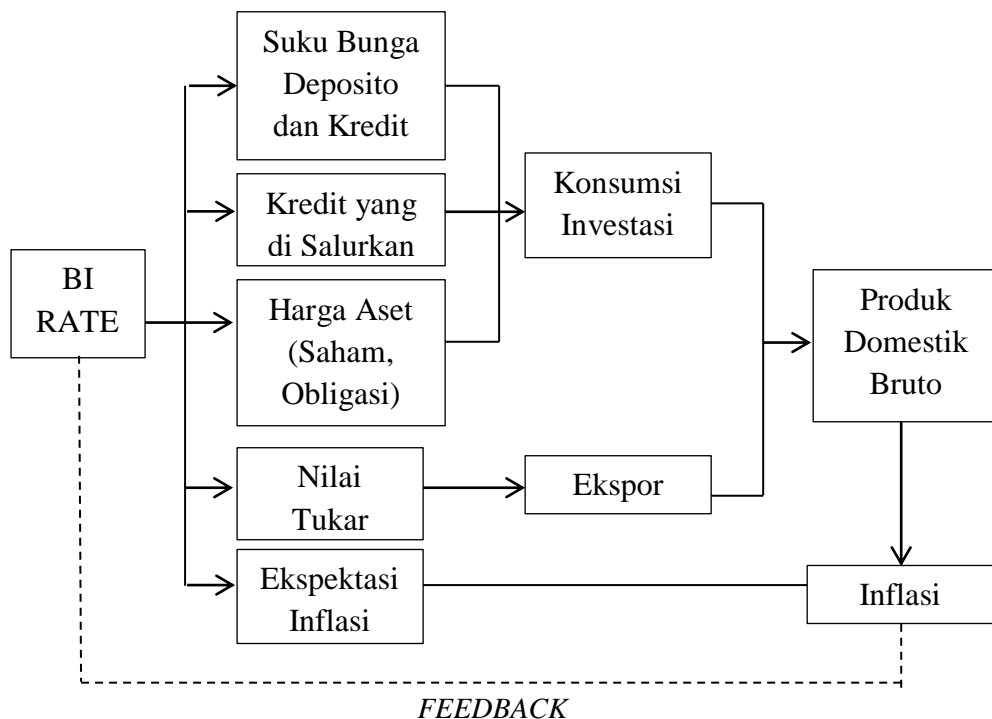 Suku Bunga
Deposito
dan Kredit
Kredit yang
di Salurkan
Konsumsi
Investasi
BI
RATE
Harga Aset
(Saham,
Obligasi)
Produk
Domestik
Bruto
Nilai
Tukar
Ekspor
Ekspektasi
Inflasi
Inflasi
FEEDBACK